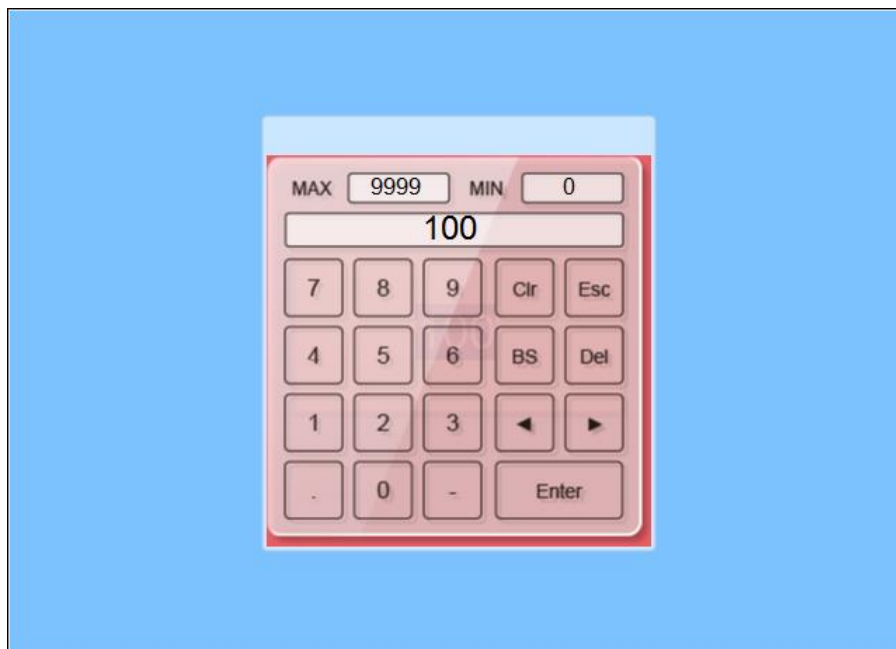 MAX 9999 MIN 0
100
7 8 9 Clr Esc
4 5 6 BS Del
1 2 3 ◄ ►
. 0 - Enter